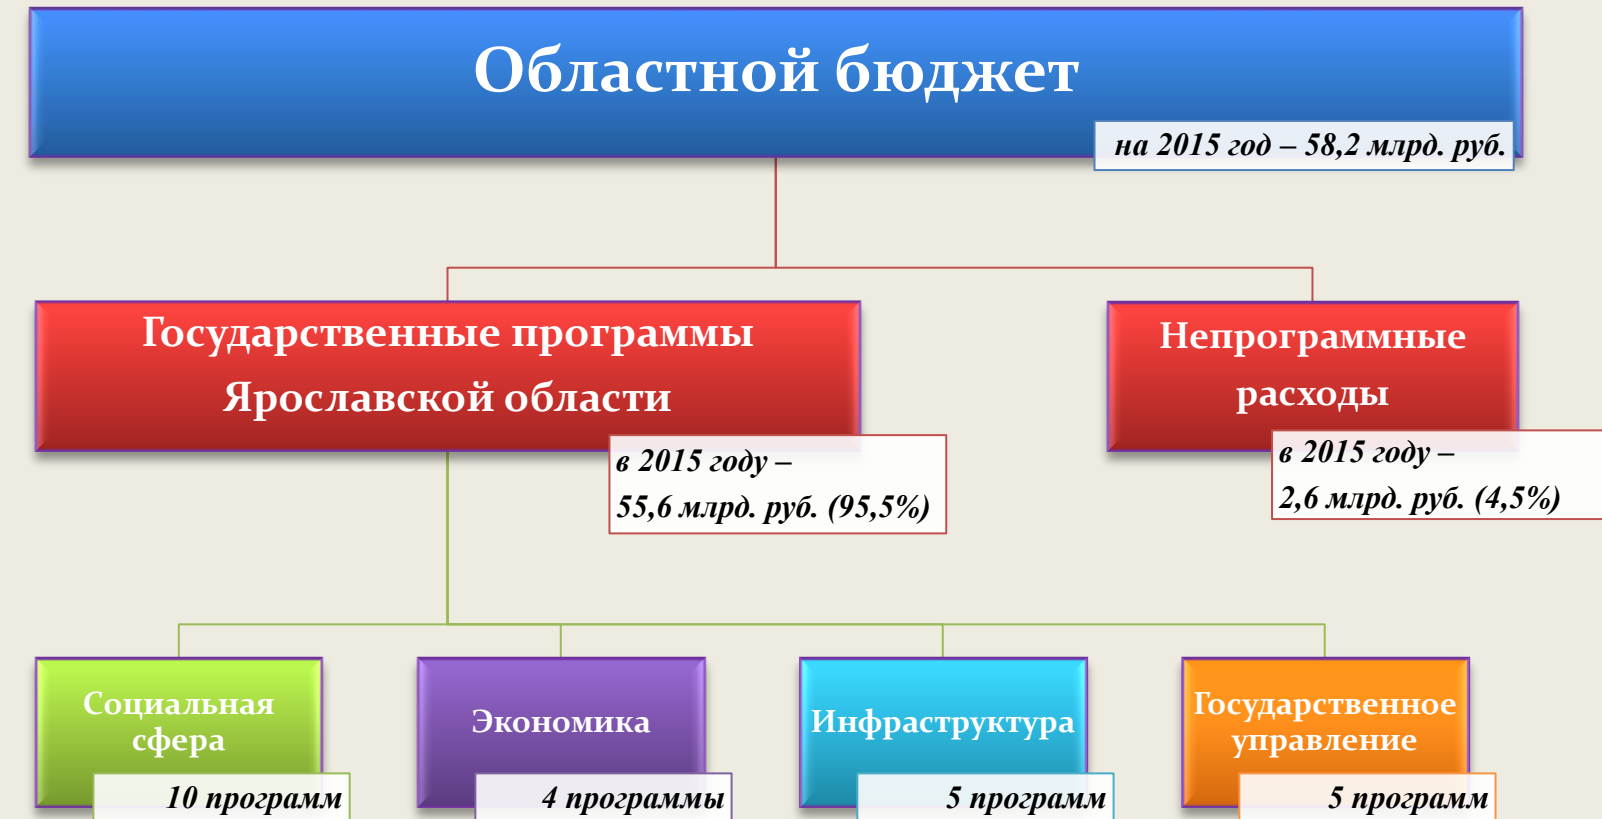 Областной бюджет
на 2015 год – 58,2 млрд. руб.
Государственные программы
Ярославской области
в 2015 году –
55,6 млрд. руб. (95,5%)
Непрограммные
расходы
в 2015 году –
2,6 млрд. руб. (4,5%)
Социальная
сфера
10 программ
Экономика
4 программы
Инфраструктура
5 программ
Государственное
управление
5 программ